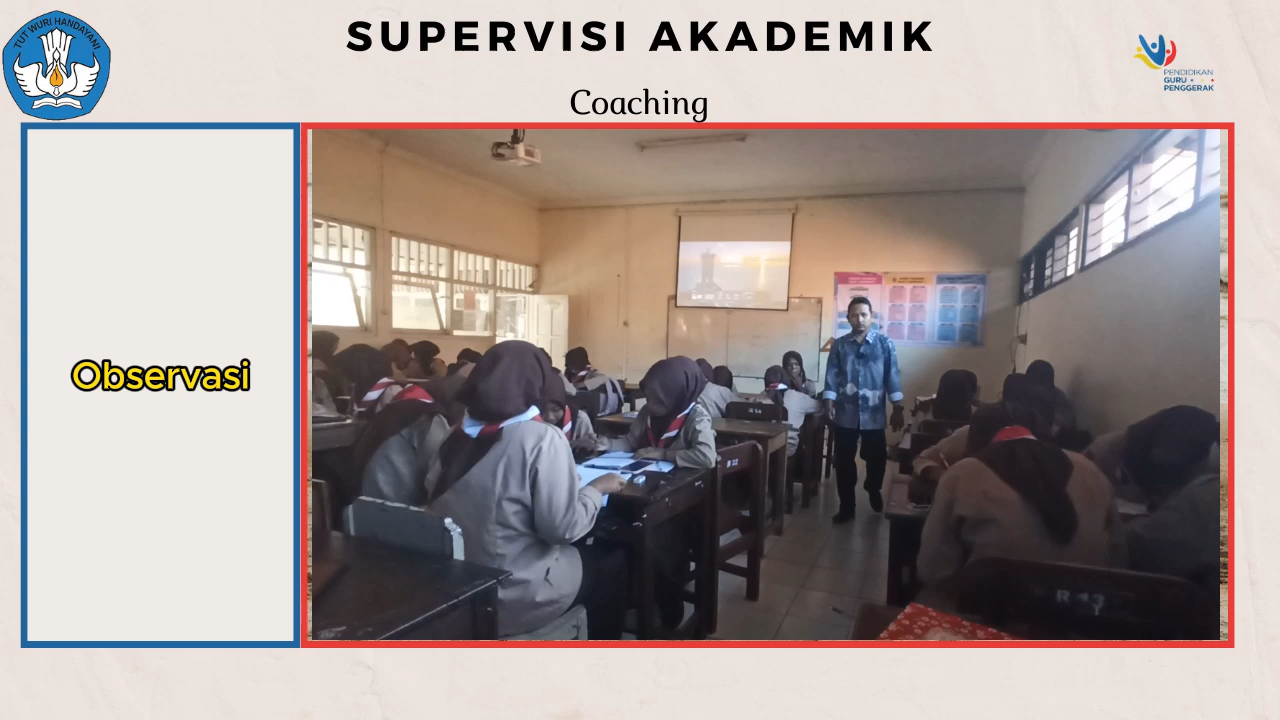 TUT WURI HANDAYANI
SUPERVISI AKADEMIK
PENDIDIKAN
GURU
PENGGERAK
Coaching
Observasi